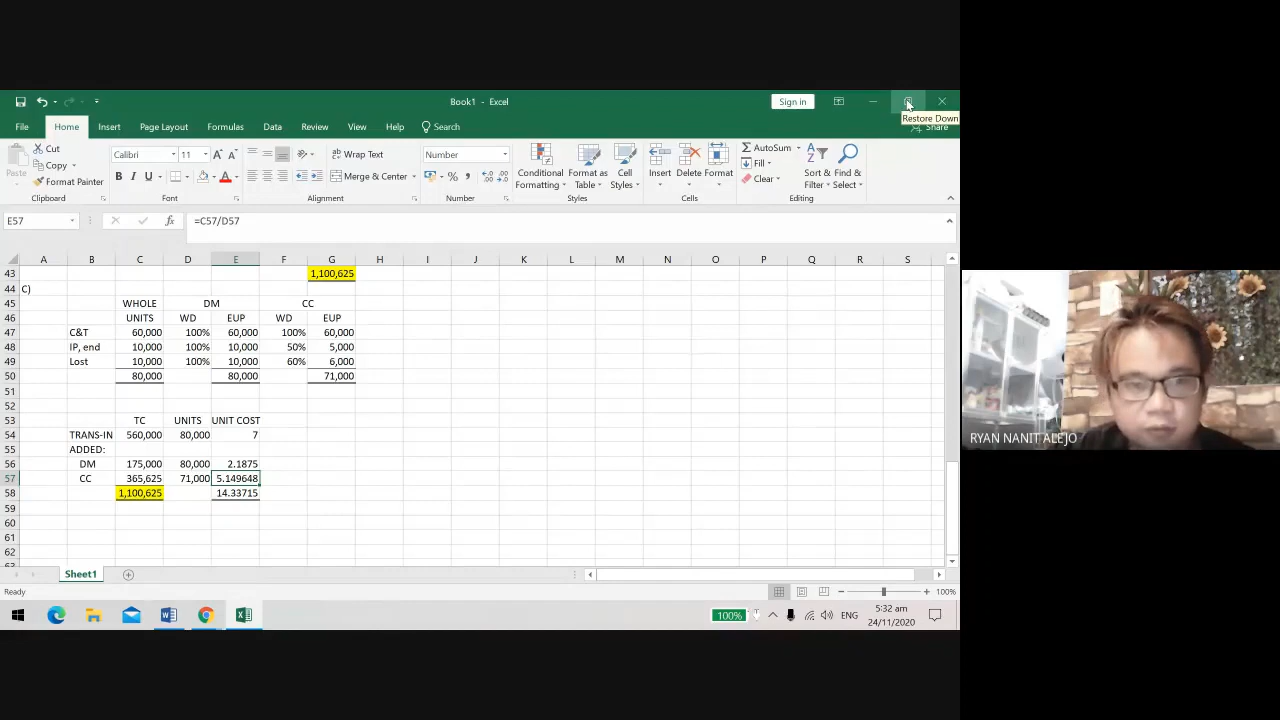 Book1 - Excel
Sign in
Restore Down
File Home Insert Page Layout Formulas Data Review View Help Search Share
Cut
Copy
Format Painter
Paste
Clipboard
Calibri 11
B I U
Font
Wrap Text
Merge & Center
Alignment
Number
Number
Conditional Formatting
Format as Table
Cell Styles
Styles
Insert Delete Format
Cells
AutoSum
Fill
Clear
Sort & Filter
Find & Select
Editing
E57 =C57/D57
A B C D E F G H I J K L M N O P Q R S
43 1,100,625
44 C)
45 WHOLE DM CC
46 UNITS WD EUP WD EUP
47 C&T 60,000 100% 60,000 100% 60,000
48 IP, end 10,000 100% 10,000 50% 5,000
49 Lost 10,000 100% 10,000 60% 6,000
50 80,000 80,000 71,000
51
52
53 TC UNITS UNIT COST
54 TRANS-IN 560,000 80,000 7
55 ADDED:
56 DM 175,000 80,000 2.1875
57 CC 365,625 71,000 5.149648
58 1,100,625 14.33715
59
60
61
62
Sheet1
Ready
100%
100%
ENG
5:32 am
24/11/2020
RYAN NANIT ALEJO